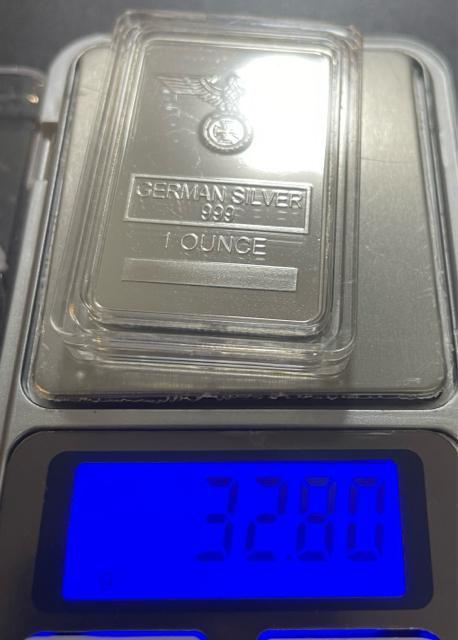 GERMAN SILVER
999
1 OUNCE
32.80